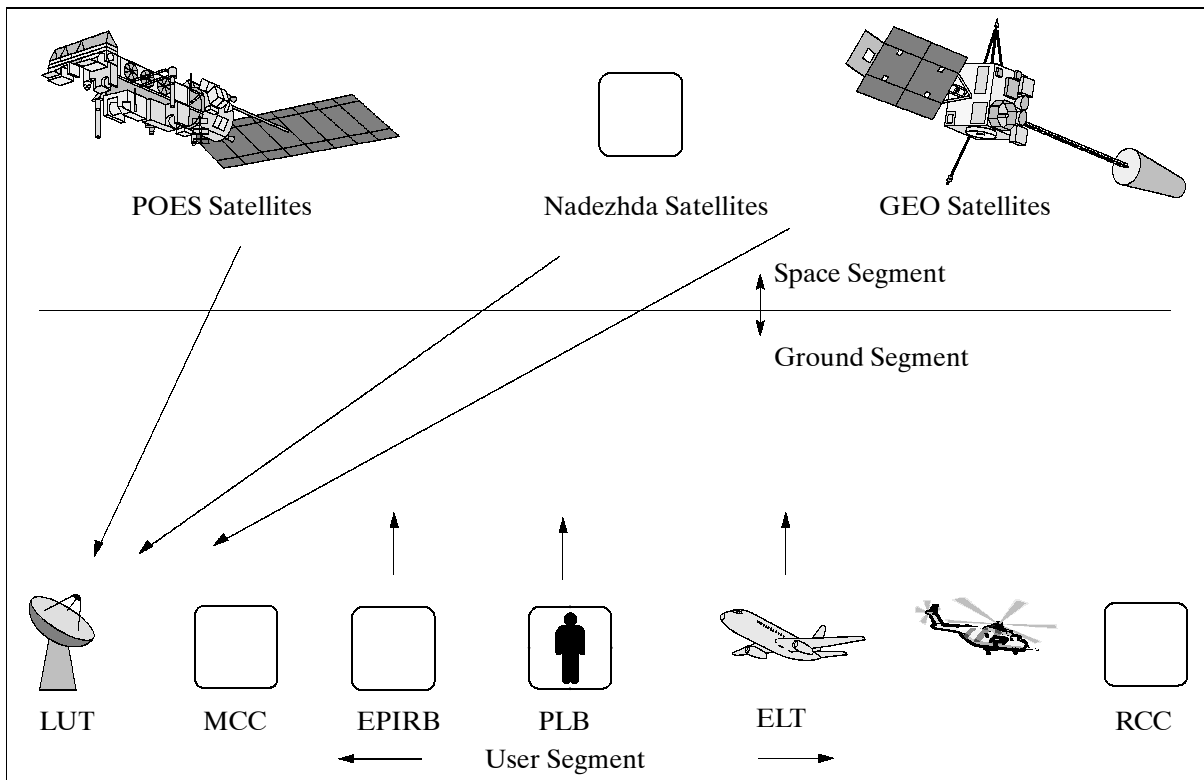 POES Satellites
Nadezhda Satellites
GEO Satellites
Space Segment
Ground Segment
LUT
MCC
EPIRB
PLB
ELT
RCC
User Segment